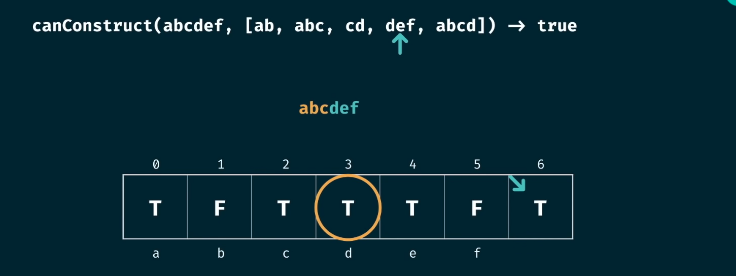 canConstruct(abcdef, [ab, abc, cd, def, abcd]) → true
abcdef
0 1 2 3 4 5 6
T F T T T F T
a b c d e f